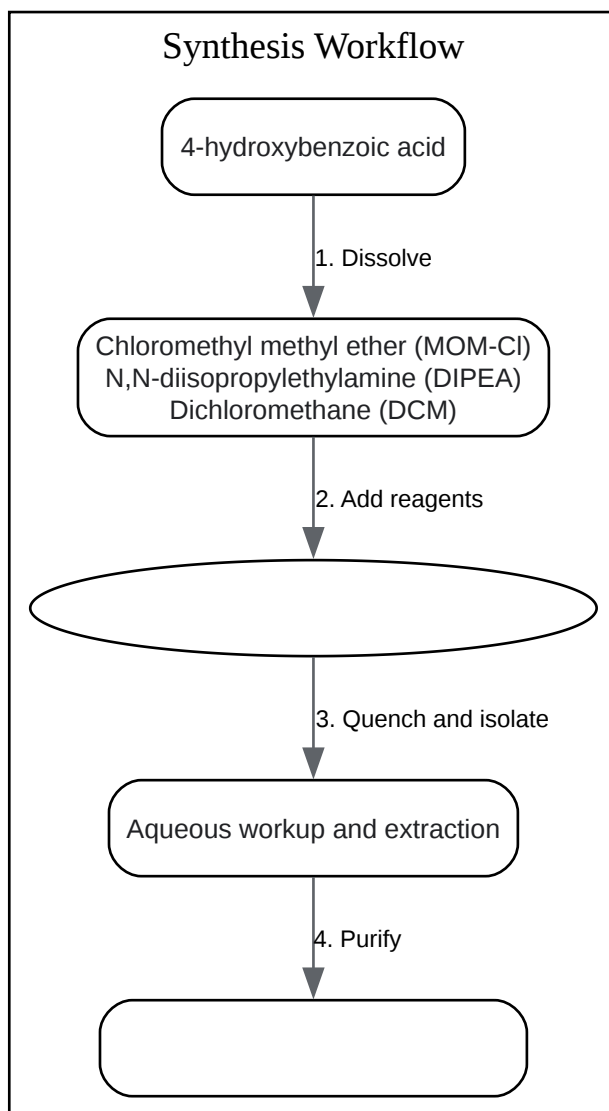 Synthesis Workflow
4-hydroxybenzoic acid
1. Dissolve
Chloromethyl methyl ether (MOM-Cl)
N,N-diisopropylethylamine (DIPEA)
Dichloromethane (DCM)
2. Add reagents
3. Quench and isolate
Aqueous workup and extraction
4. Purify